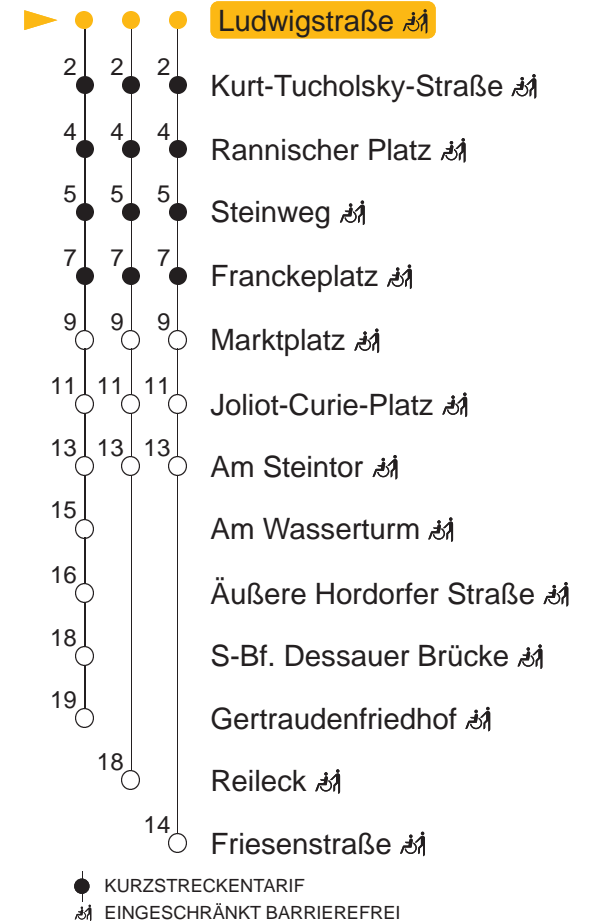 Ludwigstraße
2 2 2 Kurt-Tucholsky-Straße
4 4 4 Rannischer Platz
5 5 5 Steinweg
7 7 7 Franckeplatz
9 9 9 Marktplatz
11 11 11 Joliot-Curie-Platz
13 13 13 Am Steintor
15 Am Wasserturm
16 Äußere Hordorfer Straße
18 S-Bf. Dessauer Brücke
19 Gertraudenfriedhof
18 Reileck
14 Friesenstraße
KURZSTRECKENTARIF
EINGESCHRÄNKT BARRIEREFREI